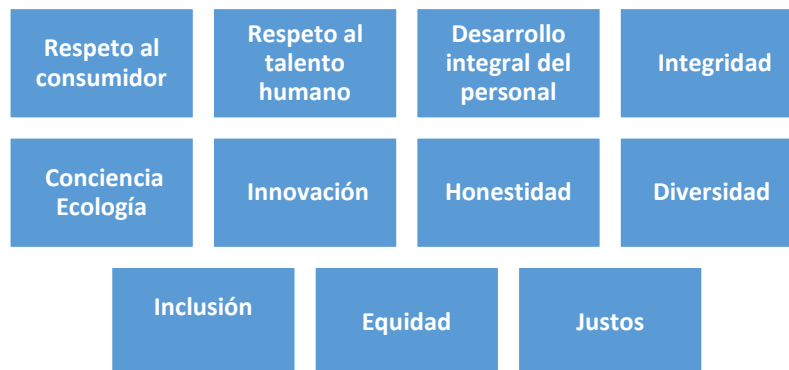 Respeto al
consumidor
Respeto al
talento
humano
Desarrollo
integral del
personal
Integridad
Conciencia
Ecología
Innovación
Honestidad
Diversidad
Inclusión
Equidad
Justos